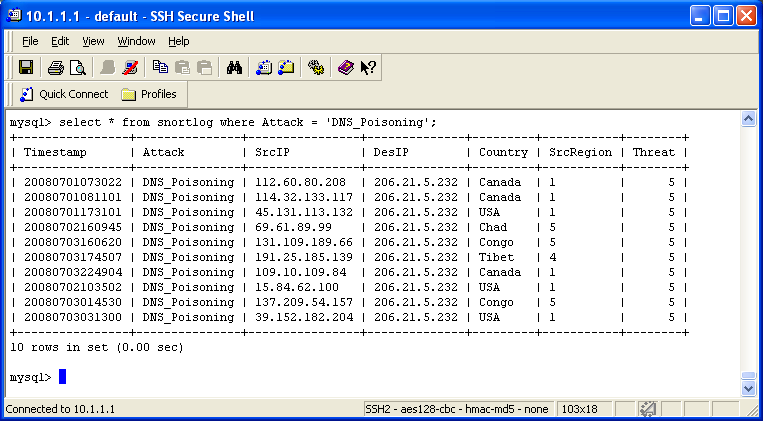 10.1.1.1 - default - SSH Secure Shell
File Edit View Window Help
Quick Connect Profiles
mysql> select * from snortlog where Attack = 'DNS_Poisoning';
+----------------+---------------+-----------------+--------------+---------+-----------+--------+
| Timestamp      | Attack        | SrcIP           | DesIP        | Country | SrcRegion | Threat |
+----------------+---------------+-----------------+--------------+---------+-----------+--------+
| 20080701073022 | DNS_Poisoning | 112.60.80.208   | 206.21.5.232 | Canada  | 1         |      5 |
| 20080701081101 | DNS_Poisoning | 114.32.133.117  | 206.21.5.232 | Canada  | 1         |      5 |
| 20080701173101 | DNS_Poisoning | 45.131.113.132  | 206.21.5.232 | USA     | 1         |      5 |
| 20080702160945 | DNS_Poisoning | 69.61.89.99     | 206.21.5.232 | Chad    | 5         |      5 |
| 20080703160620 | DNS_Poisoning | 131.109.189.66  | 206.21.5.232 | Congo   | 5         |      5 |
| 20080703174507 | DNS_Poisoning | 191.25.185.139  | 206.21.5.232 | Tibet   | 4         |      5 |
| 20080703224904 | DNS_Poisoning | 109.10.109.84   | 206.21.5.232 | Canada  | 1         |      5 |
| 20080702103502 | DNS_Poisoning | 15.84.62.100    | 206.21.5.232 | USA     | 1         |      5 |
| 20080703014530 | DNS_Poisoning | 137.209.54.157  | 206.21.5.232 | Congo   | 5         |      5 |
| 20080703031300 | DNS_Poisoning | 39.152.182.204  | 206.21.5.232 | USA     | 1         |      5 |
+----------------+---------------+-----------------+--------------+---------+-----------+--------+
10 rows in set (0.00 sec)
mysql>
Connected to 10.1.1.1 SSH2 - aes128-cbc - hmac-md5 - none 103x18